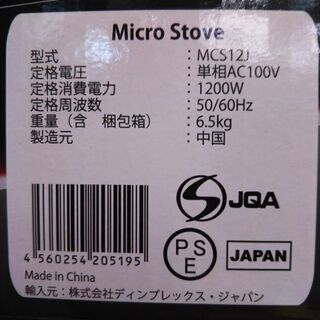 Micro Stove
型式 ：MCS12J
定格電圧 ：単相AC100V
定格消費電力 ：1200W
定格周波数 ：50/60Hz
重量（含 梱包箱） ：6.5kg
製造元 ：中国
JQA
PSE
JAPAN
4 560254 205195
Made in China
輸入元：株式会社ディンプレックス・ジャパン